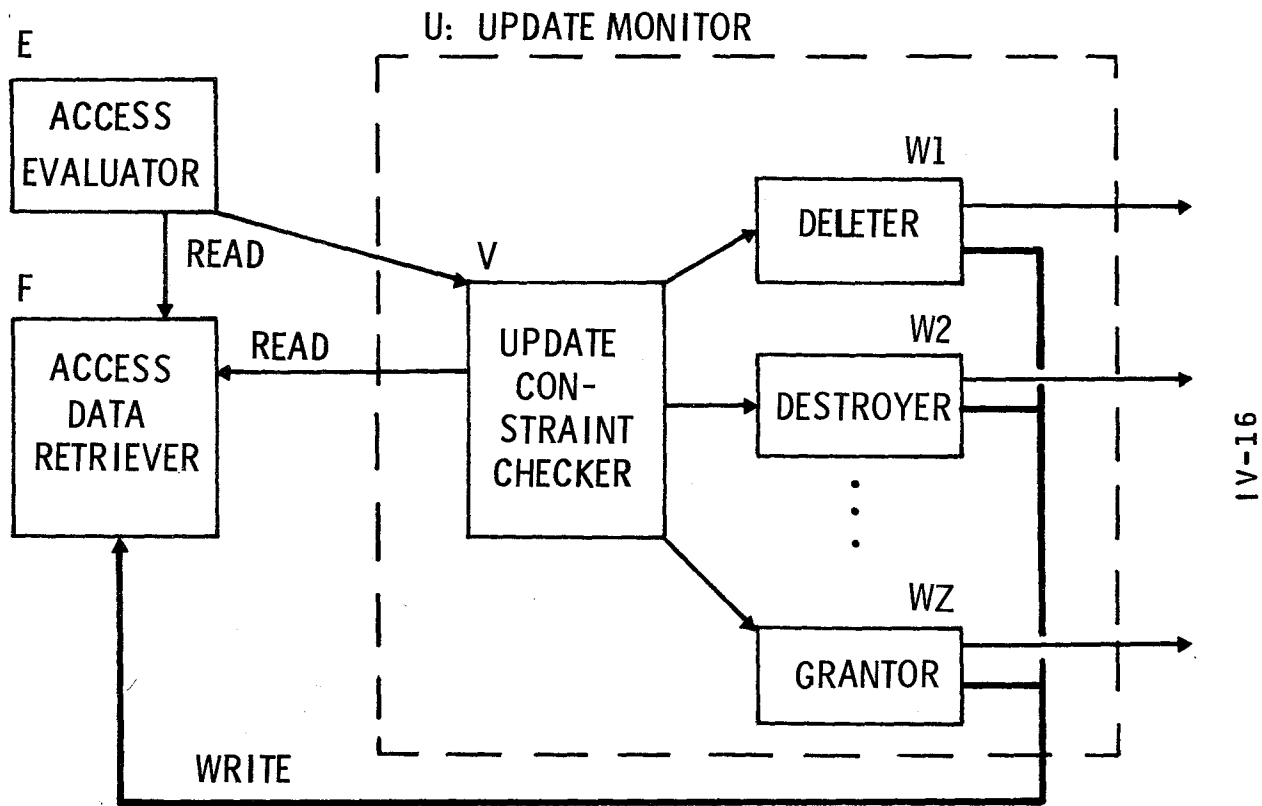 U: UPDATE MONITOR
E
ACCESS
EVALUATOR
READ
F
ACCESS
DATA
RETRIEVER
READ
V
UPDATE
CON-
STRAINT
CHECKER
W1
DELETER
W2
DESTROYER
WZ
GRANTOR
WRITE
IV-16